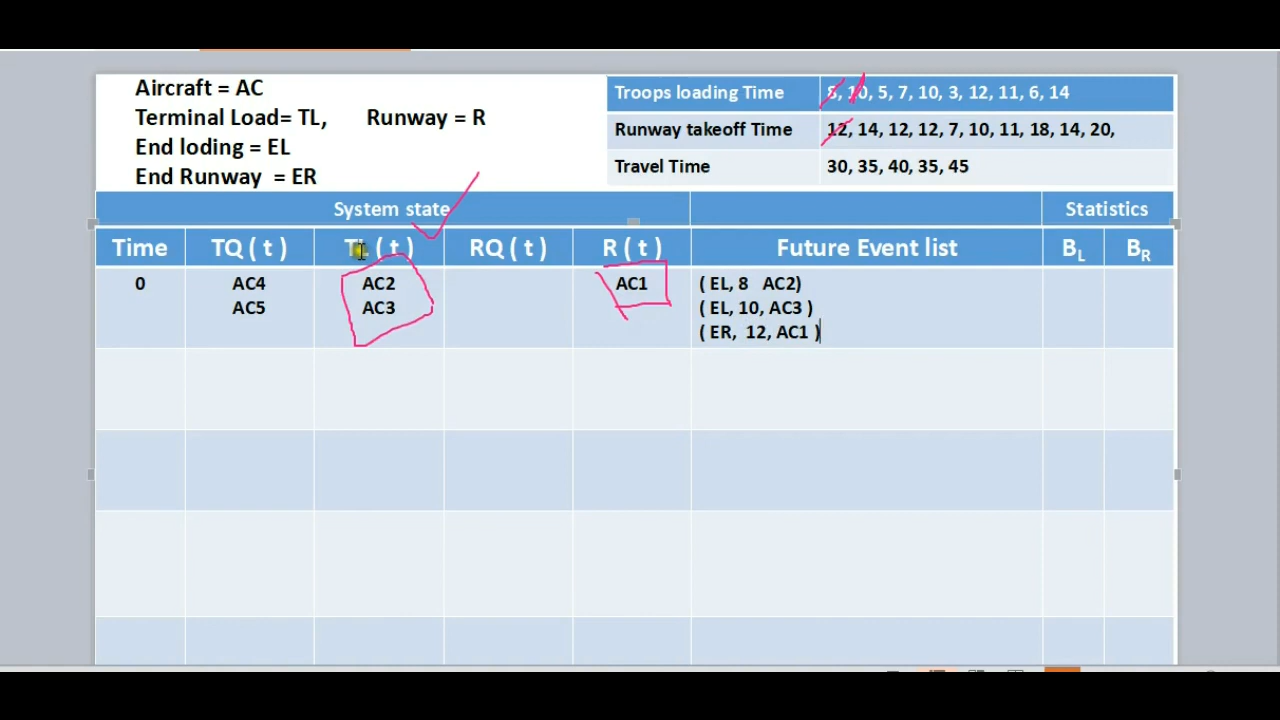 Aircraft = AC
Terminal Load= TL, Runway = R
End loding = EL
End Runway = ER
Troops loading Time 8, 10, 5, 7, 10, 3, 12, 11, 6, 14
Runway takeoff Time 12, 14, 12, 12, 7, 10, 11, 18, 14, 20,
Travel Time 30, 35, 40, 35, 45
System state Statistics
Time TQ ( t ) TL ( t ) RQ ( t ) R ( t ) Future Event list BL BR
0 AC4 AC2 AC1 ( EL, 8 AC2)
AC5 AC3 ( EL, 10, AC3 )
( ER, 12, AC1 )